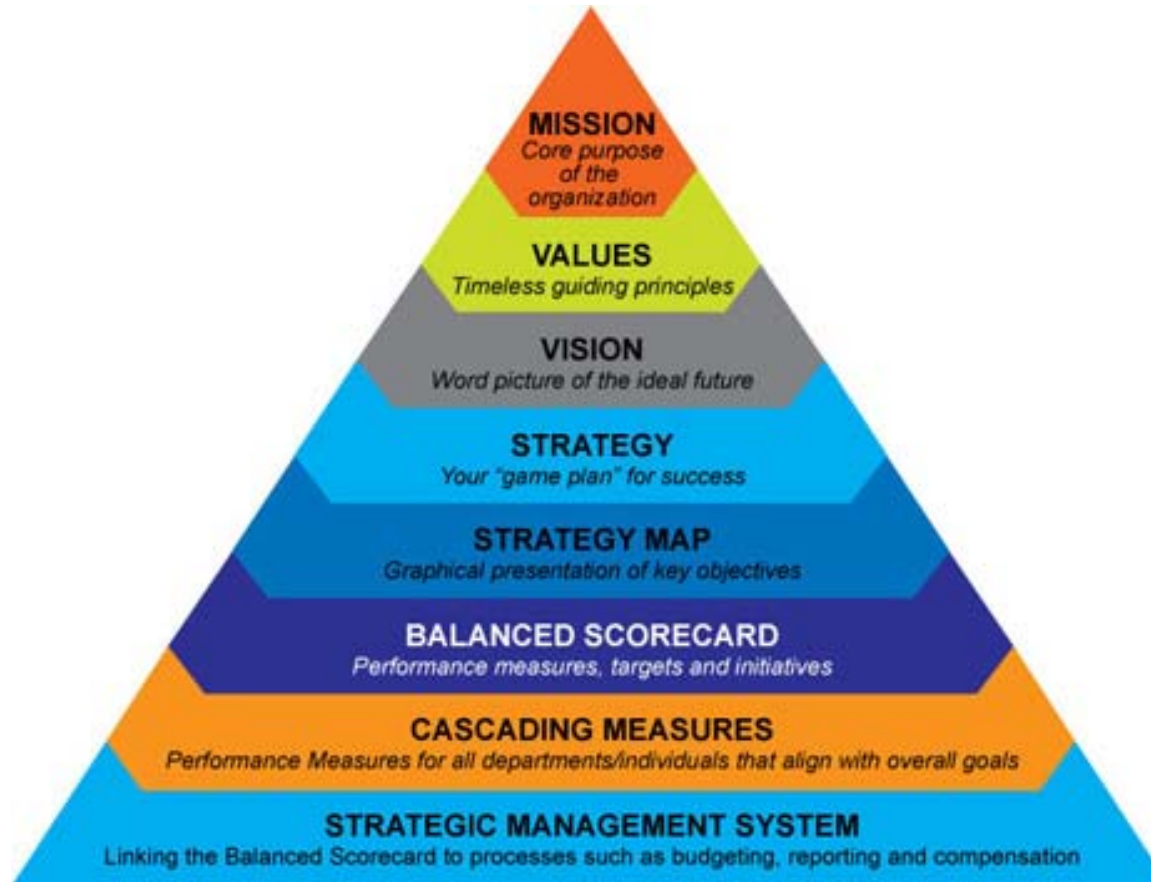 MISSION
Core purpose
of the
organization
VALUES
Timeless guiding principles
VISION
Word picture of the ideal future
STRATEGY
Your “game plan” for success
STRATEGY MAP
Graphical presentation of key objectives
BALANCED SCORECARD
Performance measures, targets and initiatives
CASCADING MEASURES
Performance Measures for all departments/individuals that align with overall goals
STRATEGIC MANAGEMENT SYSTEM
Linking the Balanced Scorecard to processes such as budgeting, reporting and compensation